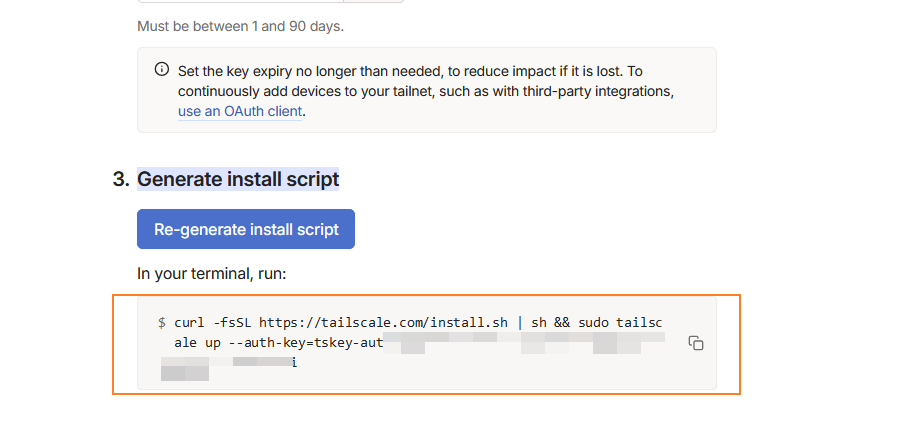 Must be between 1 and 90 days.
Set the key expiry no longer than needed, to reduce impact if it is lost. To
continuously add devices to your tailnet, such as with third-party integrations,
use an OAuth client.
3. Generate install script
Re-generate install script
In your terminal, run:
$ curl -fsSL https://tailscale.com/install.sh | sh && sudo tailsc
ale up --auth-key=tskey-aut
i